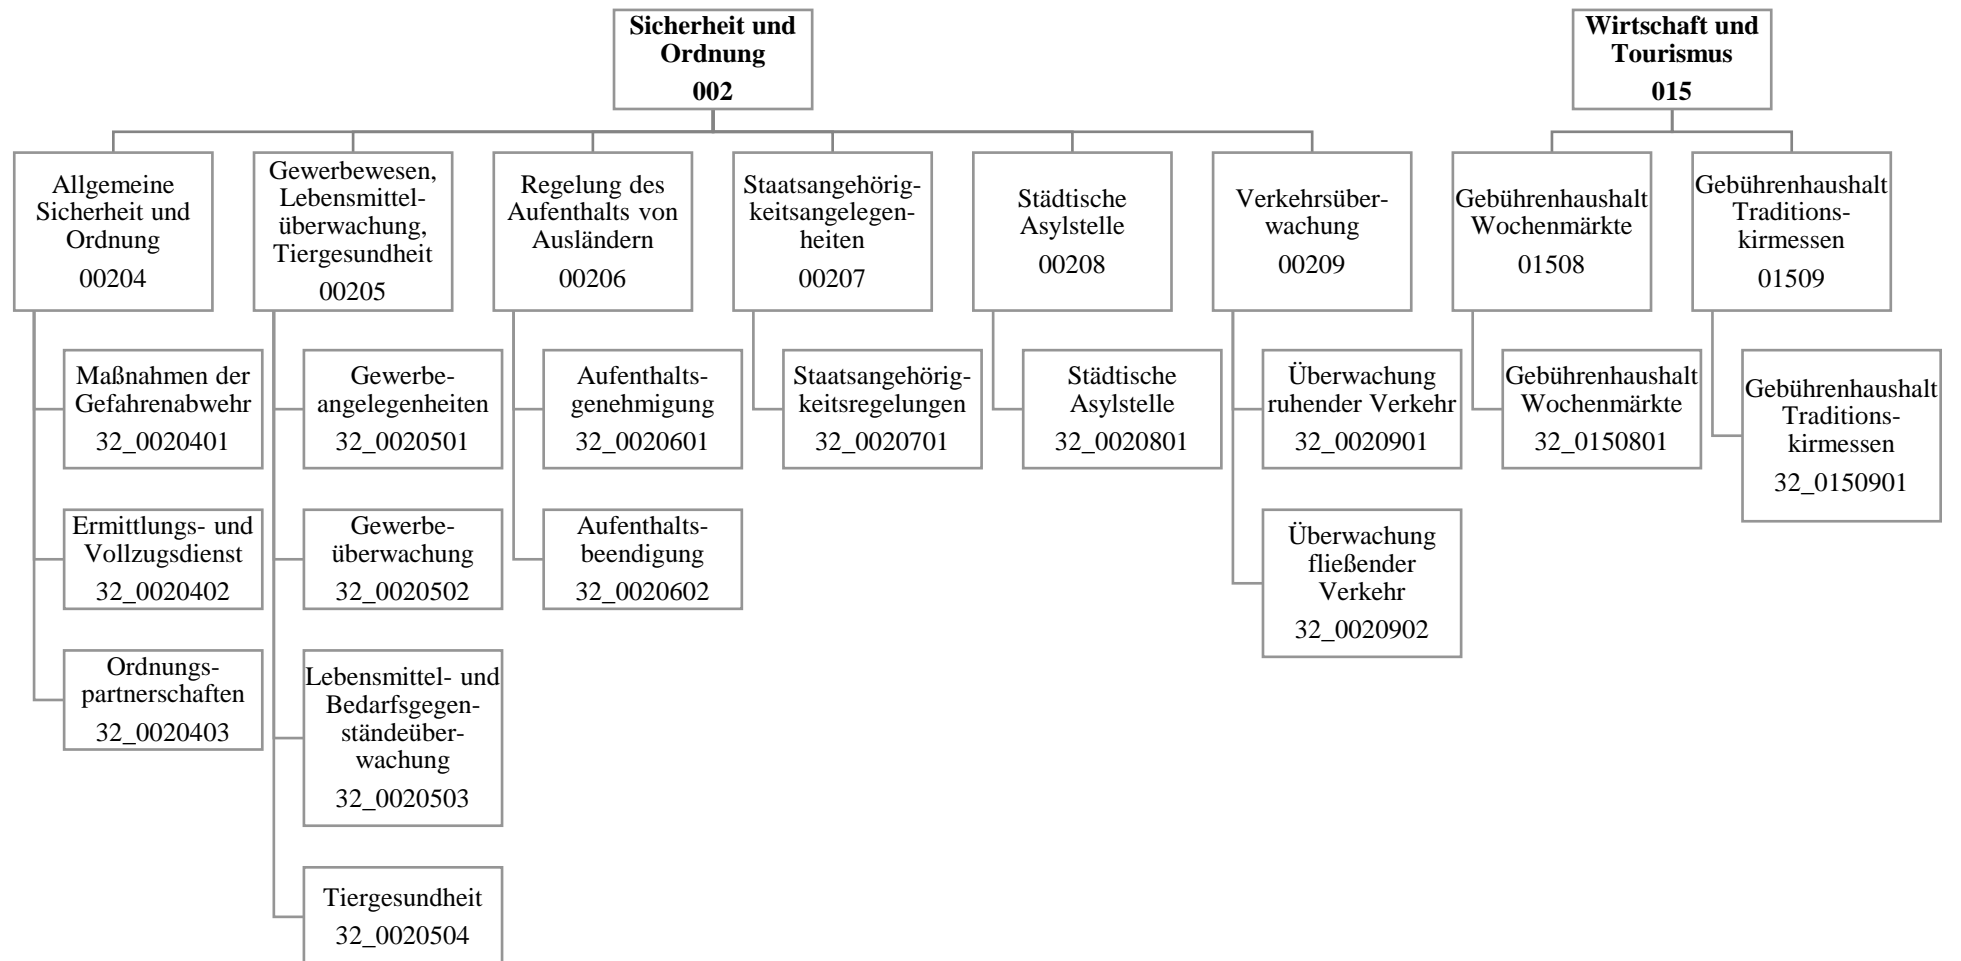 Sicherheit und
Ordnung
002
Wirtschaft und
Tourismus
015
Allgemeine
Sicherheit und
Ordnung
00204
Gewerbewesen,
Lebensmittel-
überwachung,
Tiergesundheit
00205
Regelung des
Aufenthalts von
Ausländern
00206
Staatsangehörig-
keitsangelegen-
heiten
00207
Städtische
Asylstelle
00208
Verkehrsüber-
wachung
00209
Gebührenhaushalt
Wochenmärkte
01508
Gebührenhaushalt
Traditions-
kirmessen
01509
Maßnahmen der
Gefahrenabwehr
32_0020401
Gewerbe-
angelegenheiten
32_0020501
Aufenthalts-
genehmigung
32_0020601
Staatsangehörig-
keitsregelungen
32_0020701
Städtische
Asylstelle
32_0020801
Überwachung
ruhender Verkehr
32_0020901
Gebührenhaushalt
Wochenmärkte
32_0150801
Gebührenhaushalt
Traditions-
kirmessen
32_0150901
Ermittlungs- und
Vollzugsdienst
32_0020402
Gewerbe-
überwachung
32_0020502
Aufenthalts-
beendigung
32_0020602
Überwachung
fließender
Verkehr
32_0020902
Ordnungs-
partnerschaften
32_0020403
Lebensmittel- und
Bedarfsgegen-
ständeüber-
wachung
32_0020503
Tiergesundheit
32_0020504